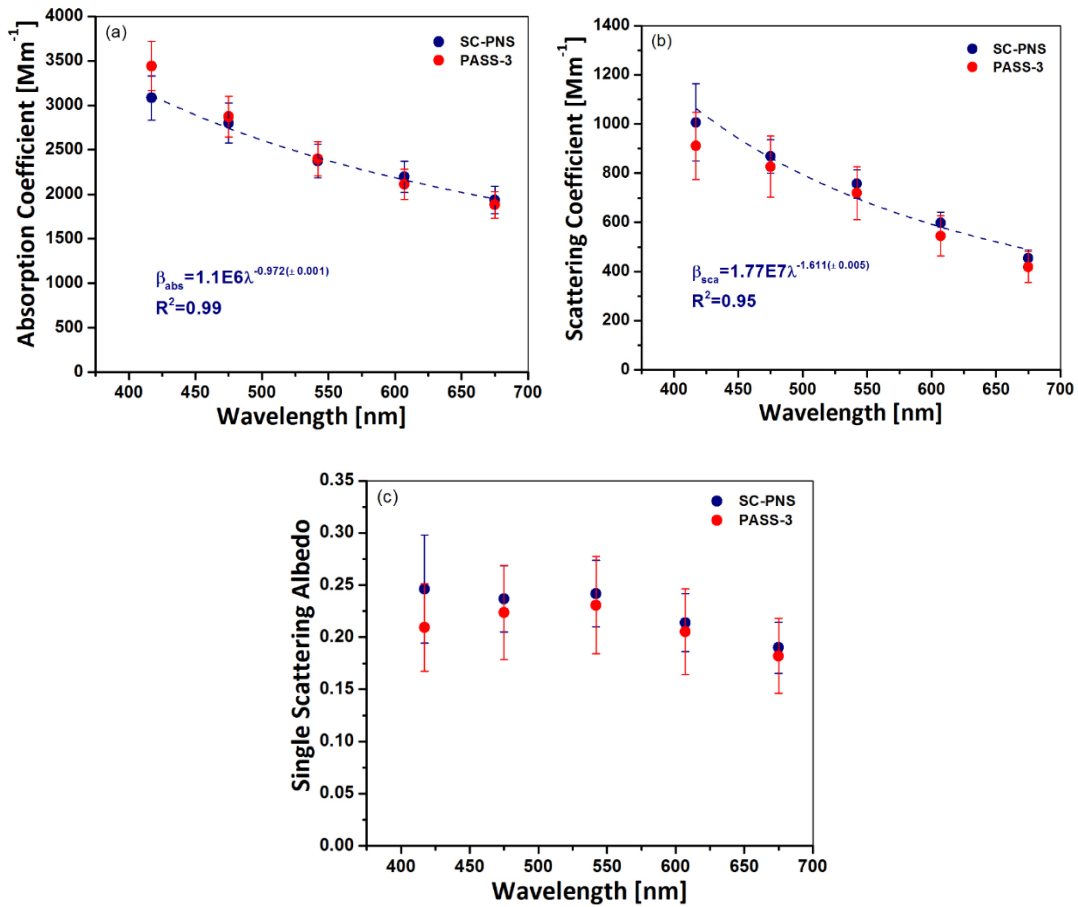 (a)
SC-PNS
PASS-3
Absorption Coefficient [Mm⁻¹]
4000
3500
3000
2500
2000
1500
1000
500
0
β_abs=1.1E6λ^-0.972(± 0.001)
R²=0.99
400 450 500 550 600 650 700
Wavelength [nm]
(b)
SC-PNS
PASS-3
Scattering Coefficient [Mm⁻¹]
1400
1200
1000
800
600
400
200
0
β_sca=1.77E7λ^-1.611(± 0.005)
R²=0.95
400 450 500 550 600 650 700
Wavelength [nm]
(c)
SC-PNS
PASS-3
Single Scattering Albedo
0.35
0.30
0.25
0.20
0.15
0.10
0.05
0.00
400 450 500 550 600 650 700
Wavelength [nm]